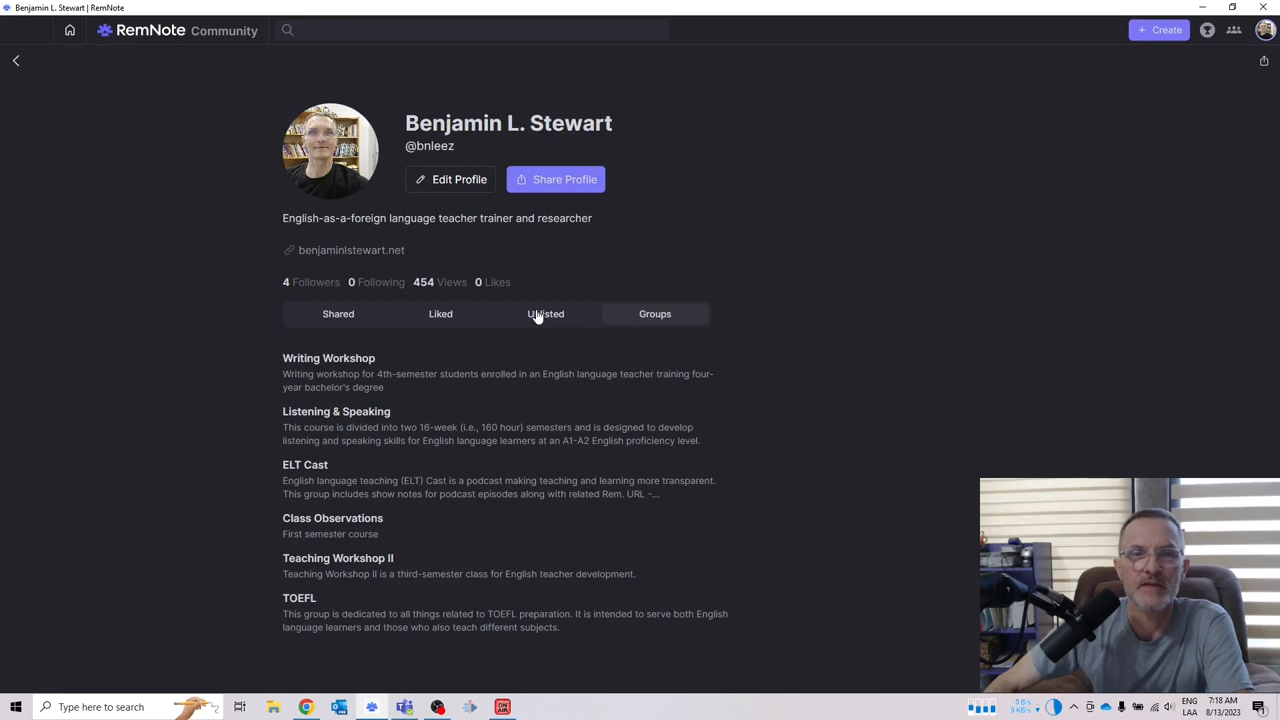 Benjamin L. Stewart | RemNote
RemNote Community
+ Create
Benjamin L. Stewart
@bnleez
Edit Profile
Share Profile
English-as-a-foreign language teacher trainer and researcher
benjaminlstewart.net
4 Followers 0 Following 454 Views 0 Likes
Shared Liked Unlisted Groups
Writing Workshop
Writing workshop for 4th-semester students enrolled in an English language teacher training four-
year bachelor's degree
Listening & Speaking
This course is divided into two 16-week (i.e., 160 hour) semesters and is designed to develop
listening and speaking skills for English language learners at an A1-A2 English proficiency level.
ELT Cast
English language teaching (ELT) Cast is a podcast making teaching and learning more transparent.
This group includes show notes for podcast episodes along with related Rem. URL -...
Class Observations
First semester course
Teaching Workshop II
Teaching Workshop II is a third-semester class for English teacher development.
TOEFL
This group is dedicated to all things related to TOEFL preparation. It is intended to serve both English
language learners and those who also teach different subjects.
Type here to search
ENG
LAA
7:18 AM
8/13/2023